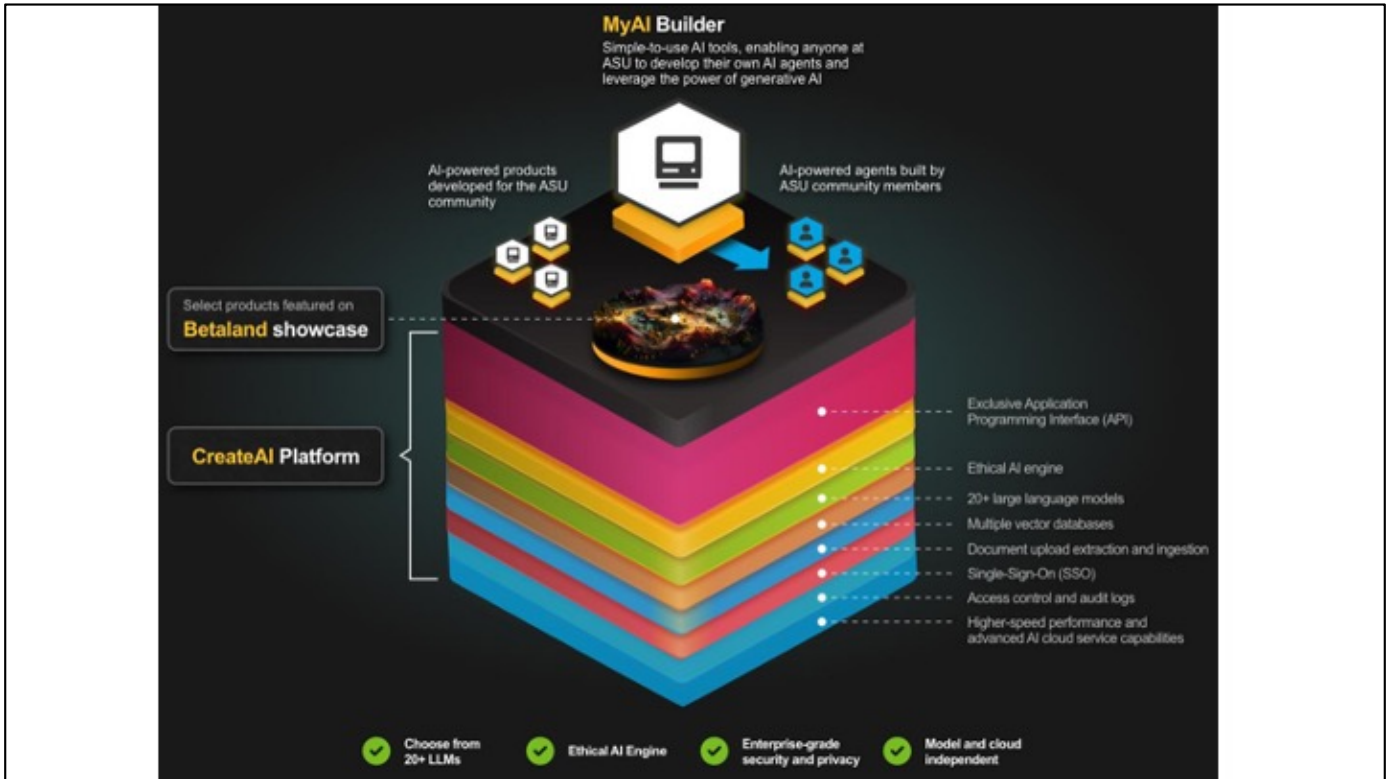 MyAI Builder
Simple-to-use AI tools, enabling anyone at
ASU to develop their own AI agents and
leverage the power of generative AI
AI-powered products
developed for the ASU
community
AI-powered agents built by
ASU community members
Select products featured on
Betaland showcase
CreateAI Platform
Exclusive Application
Programming Interface (API)
Ethical AI engine
20+ large language models
Multiple vector databases
Document upload extraction and ingestion
Single-Sign-On (SSO)
Access control and audit logs
Higher-speed performance and
advanced AI cloud service capabilities
Choose from
20+ LLMs
Ethical AI Engine
Enterprise-grade
security and privacy
Model and cloud
independent